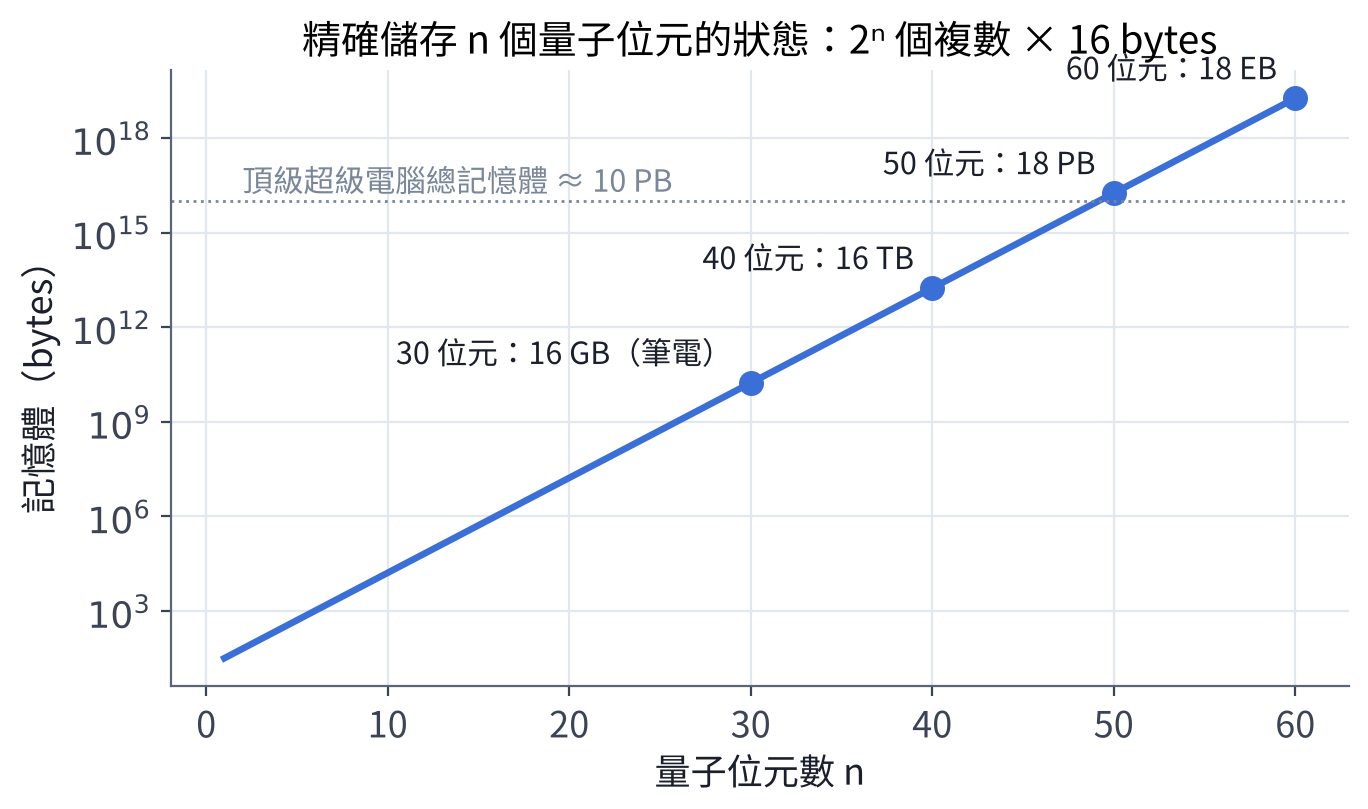 精確儲存 n 個量子位元的狀態：2ⁿ 個複數 × 16 bytes
60 位元：18 EB
10¹⁸
50 位元：18 PB
頂級超級電腦總記憶體 ≈ 10 PB
10¹⁵
40 位元：16 TB
10¹²
30 位元：16 GB（筆電）
10⁹
10⁶
10³
記憶體（bytes）
0 10 20 30 40 50 60
量子位元數 n